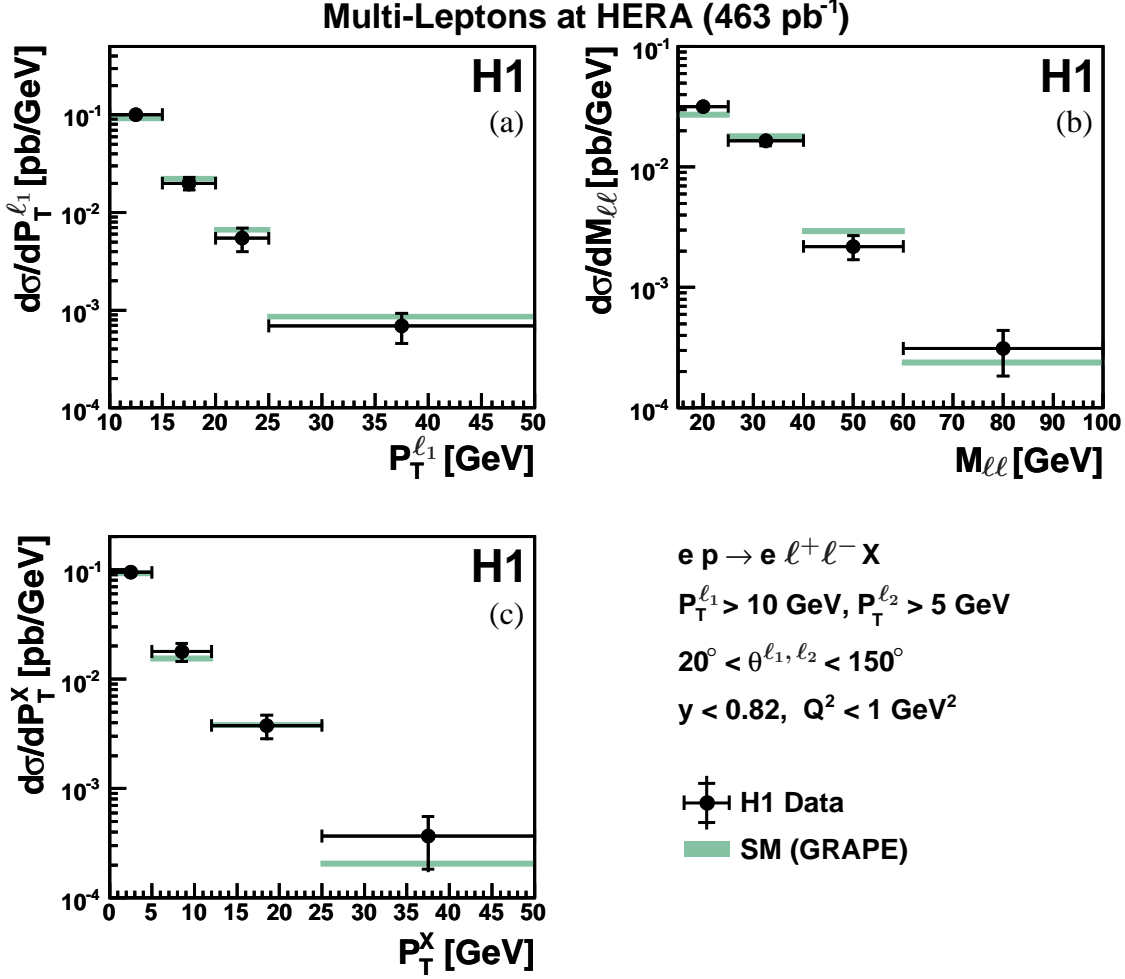 Multi-Leptons at HERA (463 pb⁻¹)
H1
(a)
dσ/dP_T^ℓ₁ [pb/GeV]
10⁻¹
10⁻²
10⁻³
10⁻⁴
10 15 20 25 30 35 40 45 50
P_T^ℓ₁ [GeV]
H1
(b)
dσ/dM_ℓℓ [pb/GeV]
10⁻¹
10⁻²
10⁻³
10⁻⁴
20 30 40 50 60 70 80 90 100
M_ℓℓ [GeV]
H1
(c)
dσ/dP_T^X [pb/GeV]
10⁻¹
10⁻²
10⁻³
10⁻⁴
0 5 10 15 20 25 30 35 40 45 50
P_T^X [GeV]
e p → e ℓ⁺ ℓ⁻ X
P_T^ℓ₁ > 10 GeV, P_T^ℓ₂ > 5 GeV
20° < θ^ℓ₁, ℓ₂ < 150°
y < 0.82, Q² < 1 GeV²
H1 Data
SM (GRAPE)